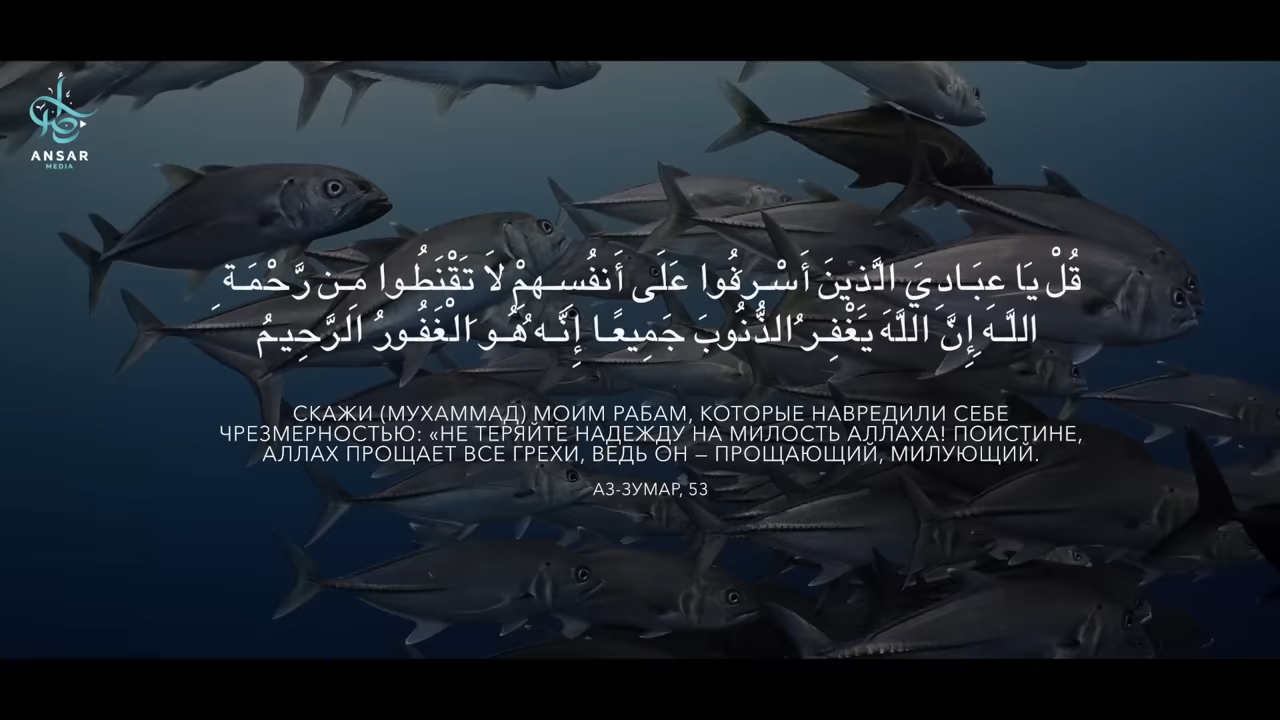 ANSAR
MEDIA
قُلْ يَا عِبَادِيَ الَّذِينَ أَسْرَفُوا عَلَى أَنفُسِهِمْ لَا تَقْنَطُوا مِن رَّحْمَةِ
اللَّهِ إِنَّ اللَّهَ يَغْفِرُ الذُّنُوبَ جَمِيعًا إِنَّهُ هُوَ الْغَفُورُ الرَّحِيمُ
СКАЖИ (МУХАММАД) МОИМ РАБАМ, КОТОРЫЕ НАВРЕДИЛИ СЕБЕ
ЧРЕЗМЕРНОСТЬЮ: «НЕ ТЕРЯЙТЕ НАДЕЖДУ НА МИЛОСТЬ АЛЛАХА! ПОИСТИНЕ,
АЛЛАХ ПРОЩАЕТ ВСЕ ГРЕХИ, ВЕДЬ ОН – ПРОЩАЮЩИЙ, МИЛУЮЩИЙ.
АЗ-ЗУМАР, 53